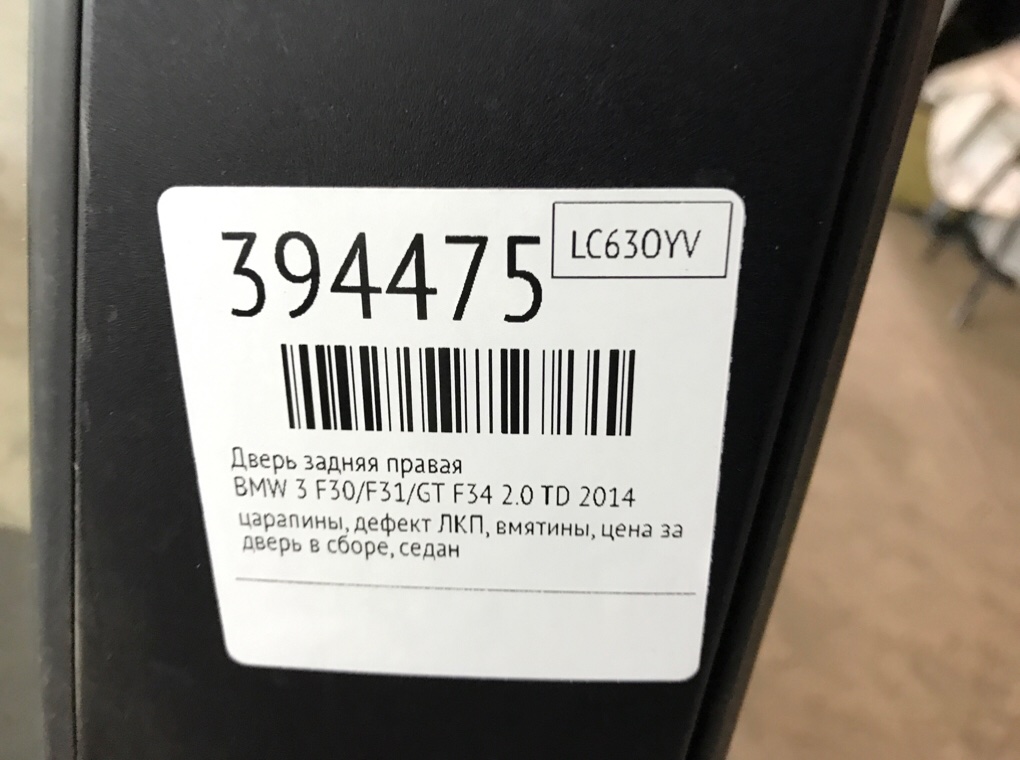 394475
LC630YV
Дверь задняя правая
BMW 3 F30/F31/GT F34 2.0 TD 2014
царапины, дефект ЛКП, вмятины, цена за
дверь в сборе, седан